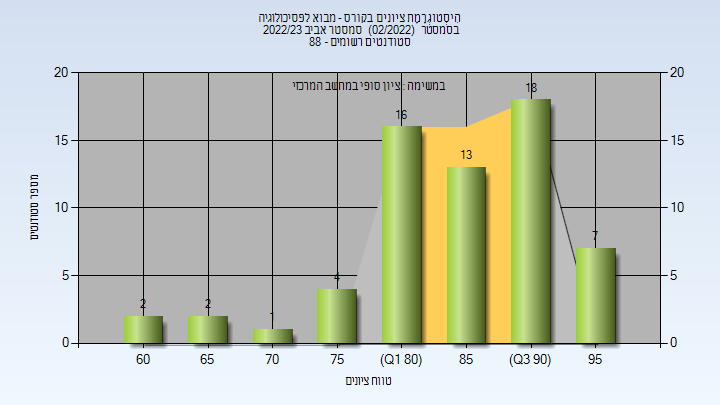 היסטוגרמת ציונים בקורס - מבוא לפסיכולוגיה
בסמסטר (02/2022) סמסטר אביב 2022/23
סטודנטים רשומים - 88
במשימה : ציון סופי במחשב המרכזי
20 20
15 15
10 10
5 5
0 0
מספר סטודנטים
2 2 1 4 16 13 18 7
60 65 70 75 (Q1 80) 85 (Q3 90) 95
טווח ציונים